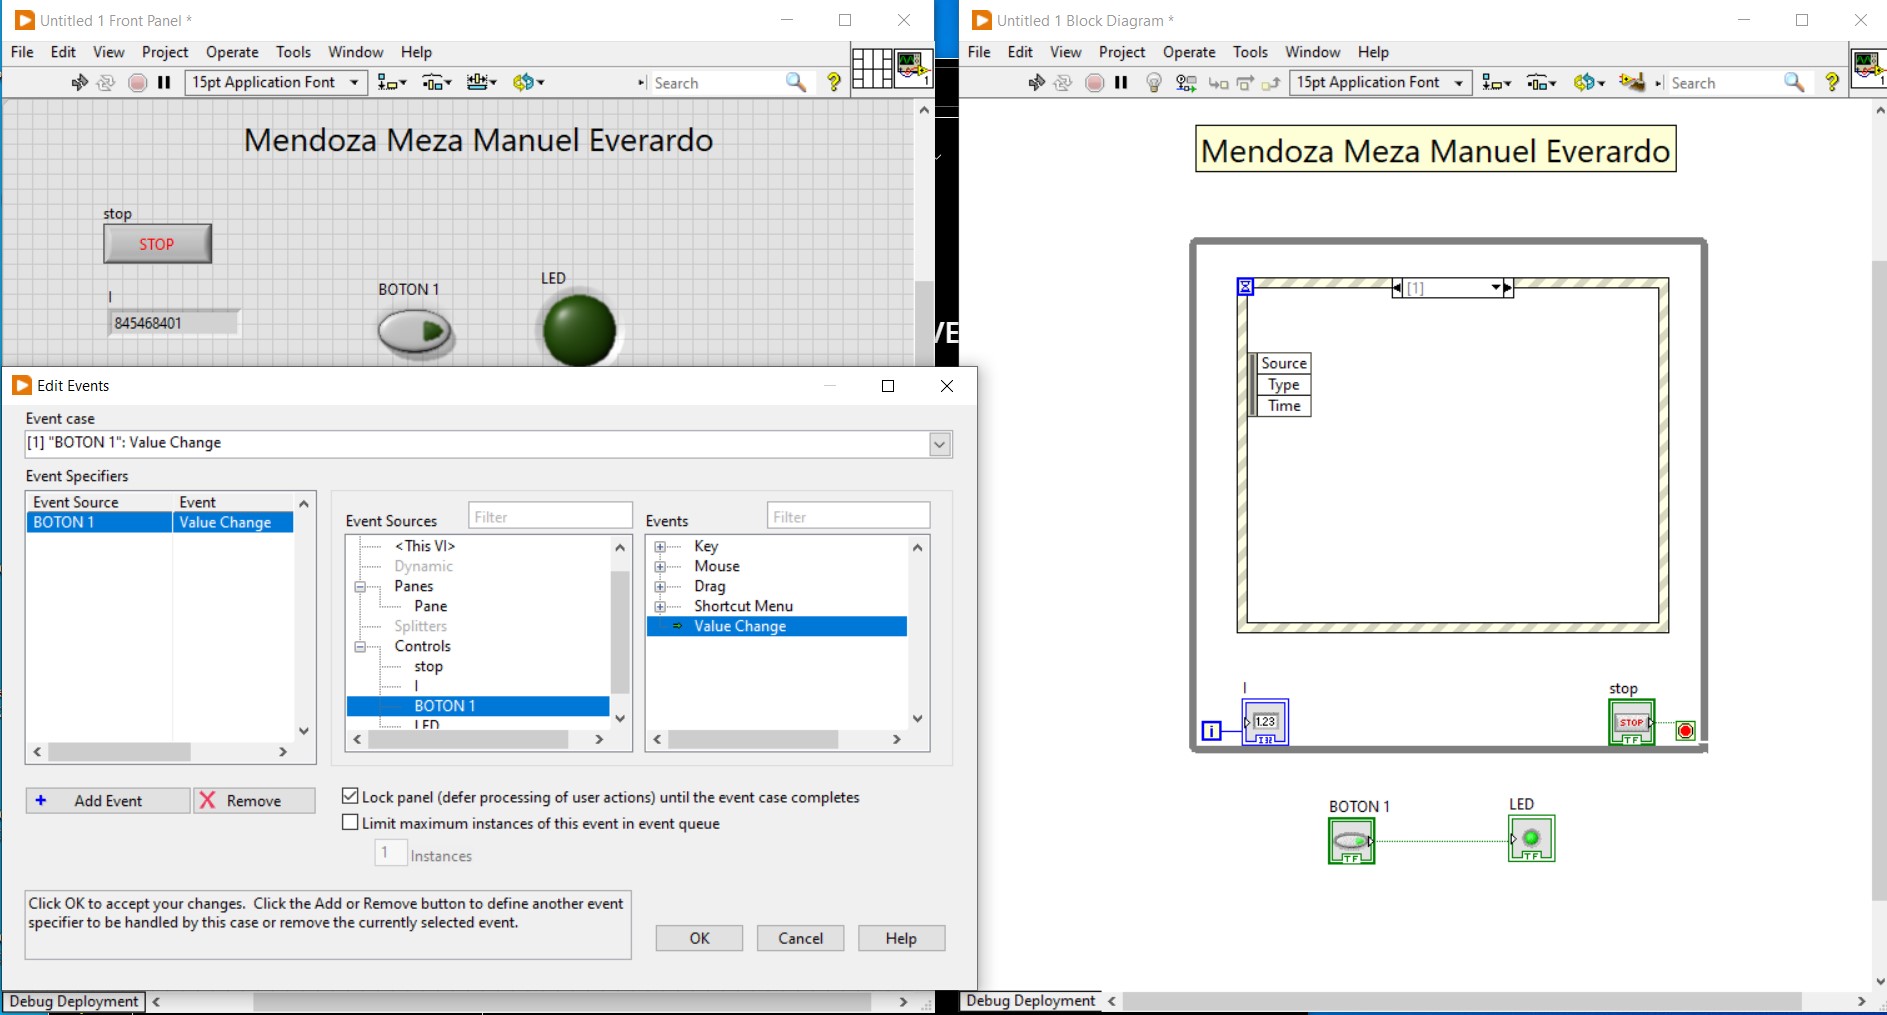 Untitled 1 Front Panel *
File Edit View Project Operate Tools Window Help
15pt Application Font
Search
1
Mendoza Meza Manuel Everardo
stop
STOP
I
845468401
BOTON 1
LED
Edit Events
Event case
[1] "BOTON 1": Value Change
Event Specifiers
Event Source Event
BOTON 1 Value Change
Event Sources
Filter
<This VI>
Dynamic
Panes
Pane
Splitters
Controls
stop
I
BOTON 1
LED
Events
Filter
Key
Mouse
Drag
Shortcut Menu
Value Change
Add Event
Remove
Lock panel (defer processing of user actions) until the event case completes
Limit maximum instances of this event in event queue
1 Instances
Click OK to accept your changes. Click the Add or Remove button to define another event
specifier to be handled by this case or remove the currently selected event.
OK
Cancel
Help
Debug Deployment
VE
Untitled 1 Block Diagram *
File Edit View Project Operate Tools Window Help
15pt Application Font
Search
1
Mendoza Meza Manuel Everardo
[1]
Source
Type
Time
I
1.23
I32
i
stop
STOP
TF
BOTON 1
TF
LED
TF
Debug Deployment